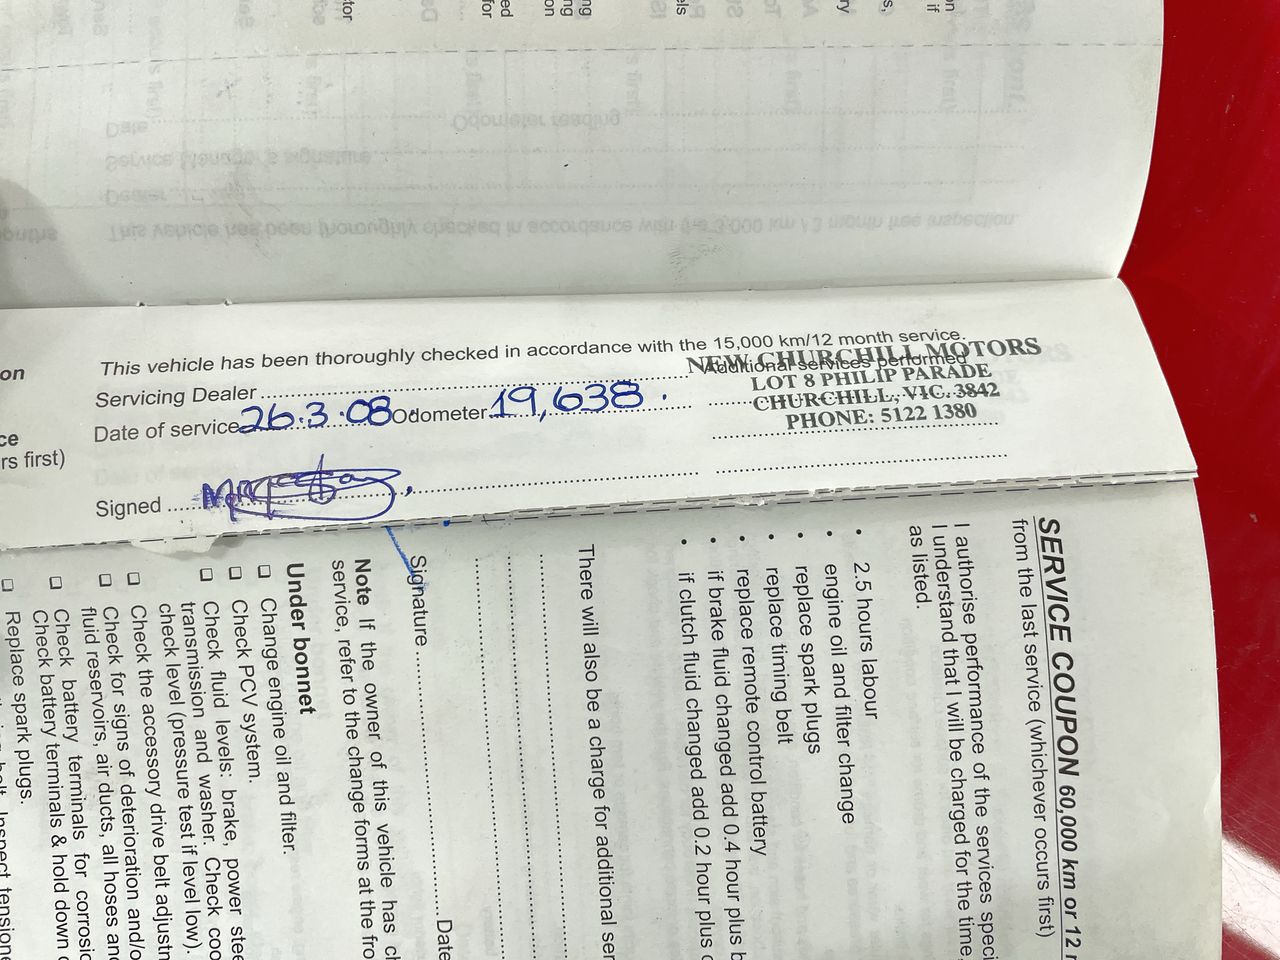 This vehicle has been thoroughly checked in accordance with the 15,000 km/12 month service.
Servicing Dealer
Additional services performed
NEW CHURCHILL MOTORS
LOT 8 PHILIP PARADE
CHURCHILL, VIC. 3842
PHONE: 5122 1380
Date of service 26.3.08 Odometer 19,638.
Signed
on
rs first)
SERVICE COUPON 60,000 km or 12
from the last service (whichever occurs first)
I authorise performance of the services speci
I understand that I will be charged for the time,
as listed.
• 2.5 hours labour
• engine oil and filter change
• replace spark plugs
• replace timing belt
• replace remote control battery
• if brake fluid changed add 0.4 hour plus b
• if clutch fluid changed add 0.2 hour plus
There will also be a charge for additional ser
Signature Date
Note If the owner of this vehicle has ch
service, refer to the change forms at the fro
Under bonnet
❑ Change engine oil and filter.
❑ Check PCV system.
❑ Check fluid levels: brake, power stee
transmission and washer. Check coo
check level (pressure test if level low).
❑ Check the accessory drive belt adjustn
❑ Check for signs of deterioration and/o
fluid reservoirs, air ducts, all hoses and
❑ Check battery terminals for corrosio
Check battery terminals & hold down
❑ Replace spark plugs.